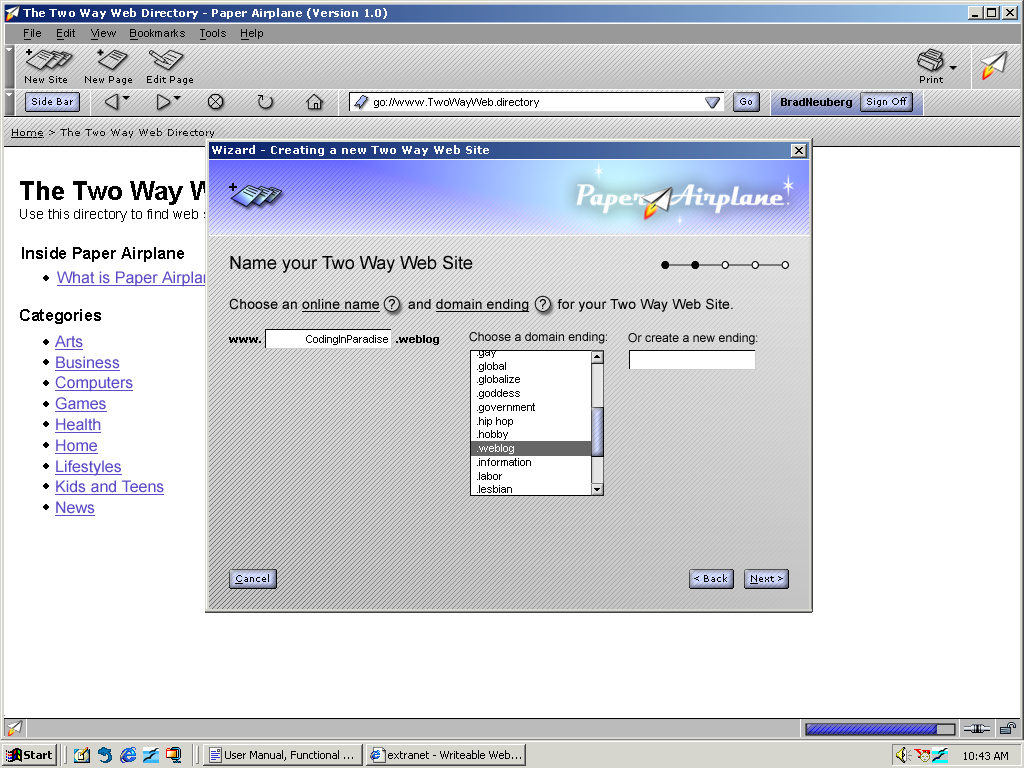 The Two Way Web Directory - Paper Airplane (Version 1.0)
File Edit View Bookmarks Tools Help
New Site New Page Edit Page Print
Side Bar go://www.TwoWayWeb.directory Go BradNeuberg Sign Off
Home > The Two Way Web Directory
Wizard - Creating a new Two Way Web Site
Paper Airplane
The Two Way W
Use this directory to find web s
Inside Paper Airplane
What is Paper Airplan
Categories
Arts
Business
Computers
Games
Health
Home
Lifestyles
Kids and Teens
News
Name your Two Way Web Site
Choose an online name ? and domain ending ? for your Two Way Web Site.
www. CodingInParadise .weblog
Choose a domain ending:
.gay
.global
.globalize
.goddess
.government
.hip hop
.hobby
.weblog
.information
.labor
.lesbian
Or create a new ending:
Cancel < Back Next >
Start User Manual, Functional ... extranet - Writeable Web... 10:43 AM